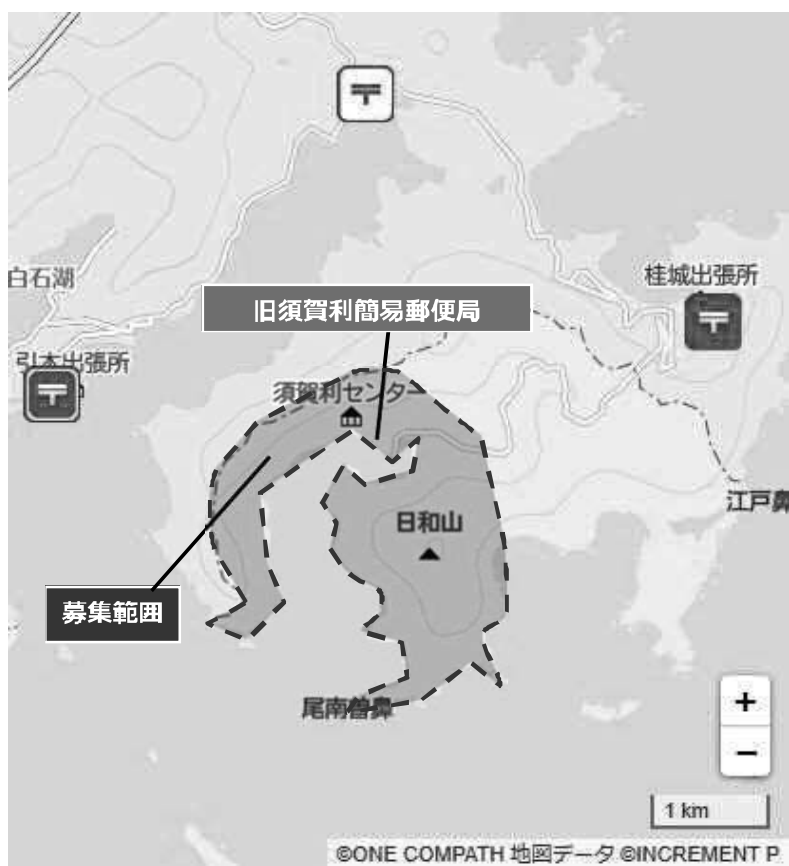 白石湖
桂城出張所
旧須賀利簡易郵便局
引本出張所
須賀利センター
江戸鼻
日和山
募集範囲
尾南曽鼻
+
−
1 km
©ONE COMPATH 地図データ ©INCREMENT P